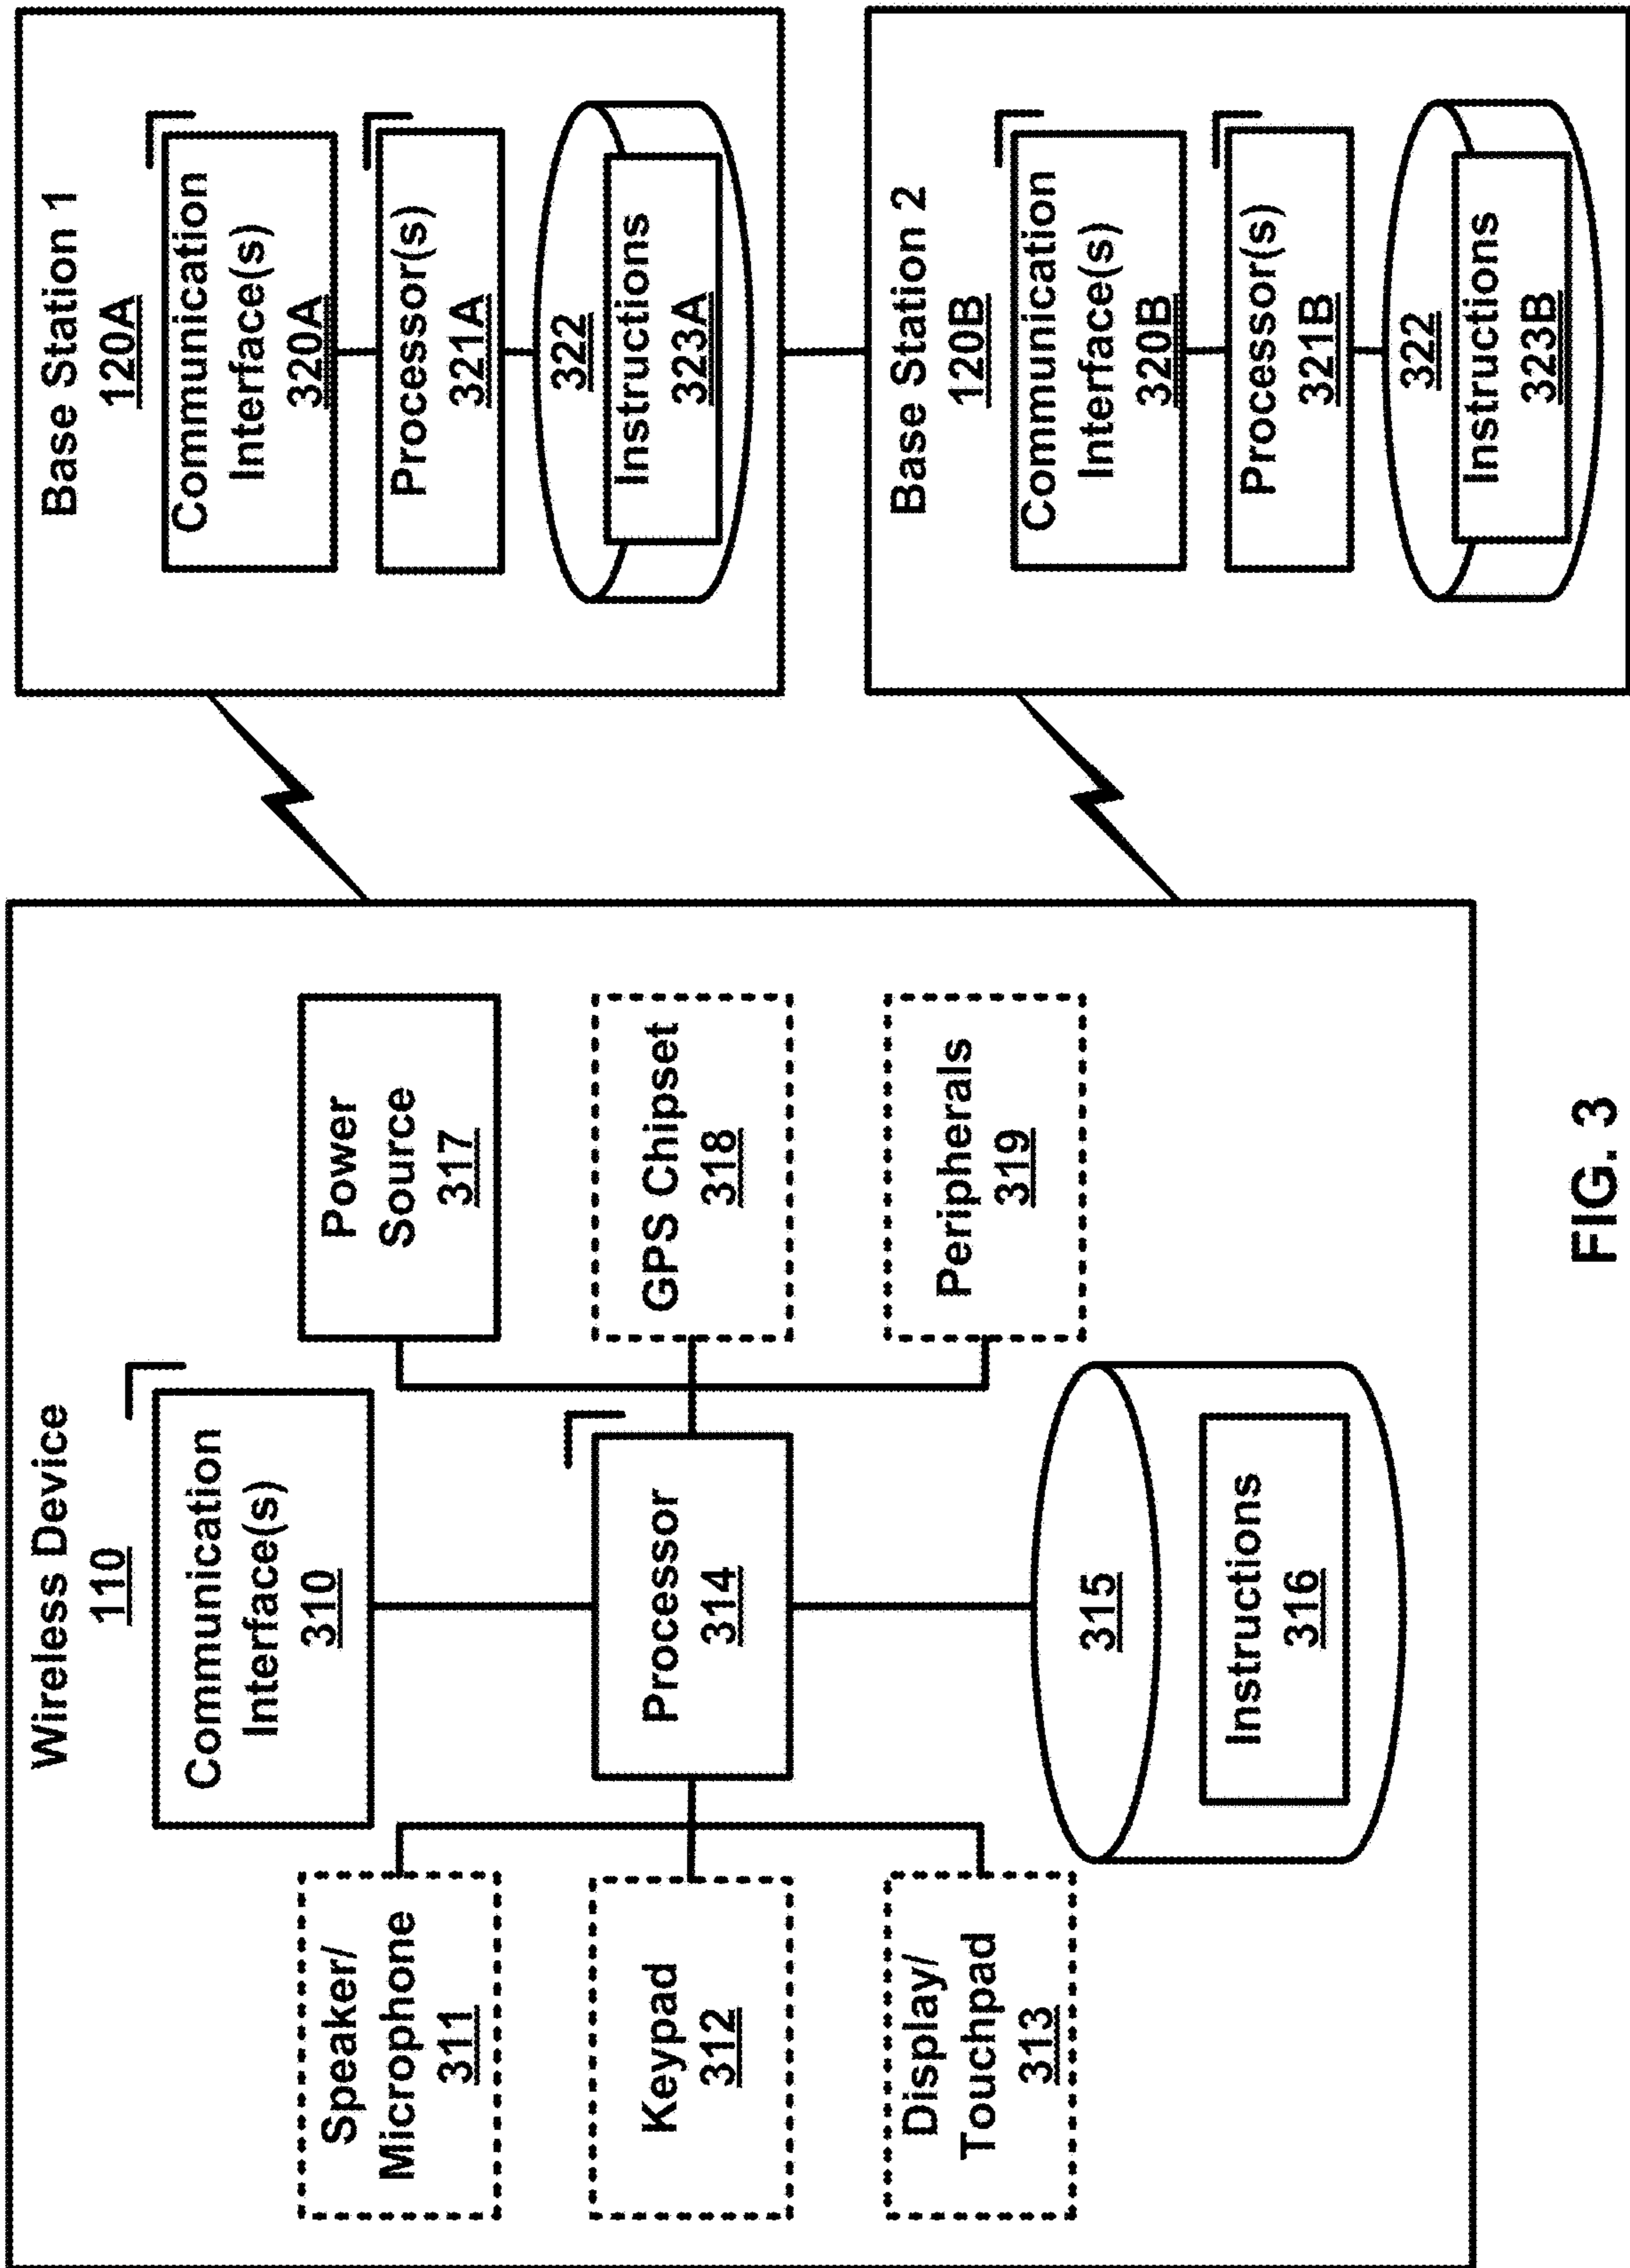 Wireless Device
110
Communication
Interface(s)
310
Speaker/
Microphone
311
Power
Source
317
Keypad
312
Processor
314
GPS Chipset
318
Display/
Touchpad
313
Peripherals
319
315
Instructions
316
Base Station 1
120A
Communication
Interface(s)
320A
Processor(s)
321A
322
Instructions
323A
Base Station 2
120B
Communication
Interface(s)
320B
Processor(s)
321B
322
Instructions
323B
FIG. 3